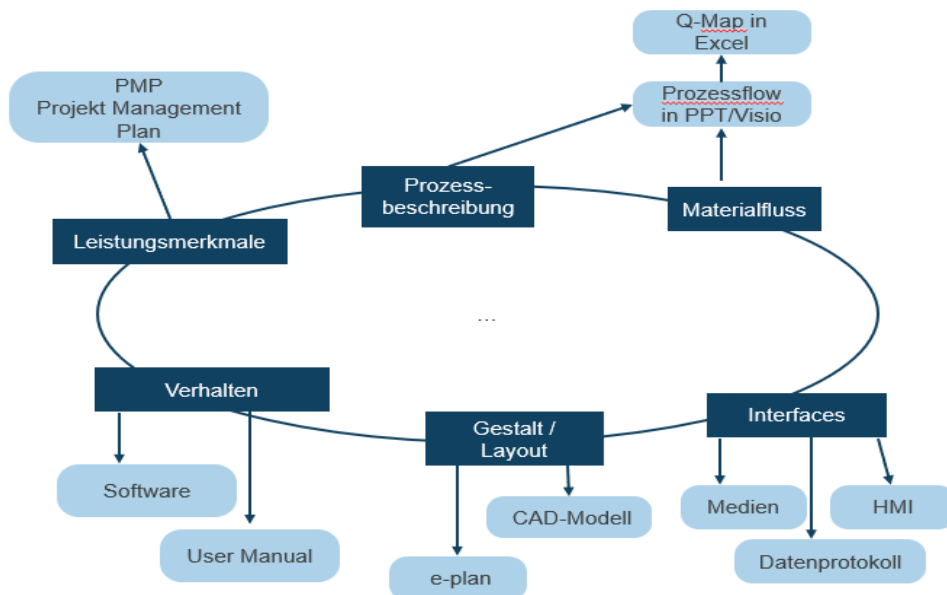 Q-Map in
Excel
PMP
Projekt Management
Plan
Prozessflow
in PPT/Visio
Prozess-
beschreibung
Materialfluss
Leistungsmerkmale
...
Verhalten
Gestalt /
Layout
Interfaces
Software
CAD-Modell
Medien
HMI
User Manual
e-plan
Datenprotokoll